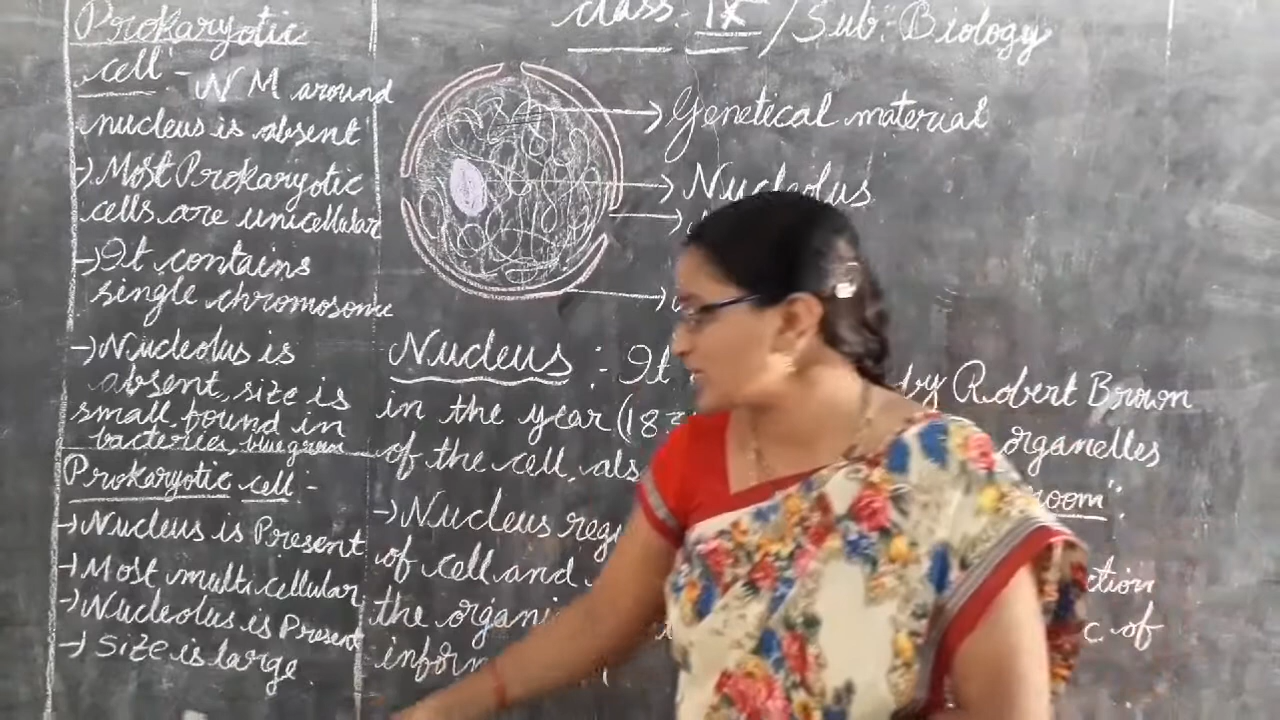 Class - IX / Sub: Biology
Prokaryotic
cell - N M around
nucleus is absent
→ Most Prokaryotic
cells are unicellular
→ It contains
single chromosome
→ Nucleolus is
absent, size is
small found in
bacteries, blue green
Prokaryotic cell :-
→ Nucleus is Present
→ Most multicellular
→ Nucleolus is Present
→ Size is large
→ Genetical material
→ Nucleolus
Nucleus :- It by Robert Brown
in the year (183 organelles
of the cell, als room":
→ Nucleus reg
of cell and ction
the organi c of
inform